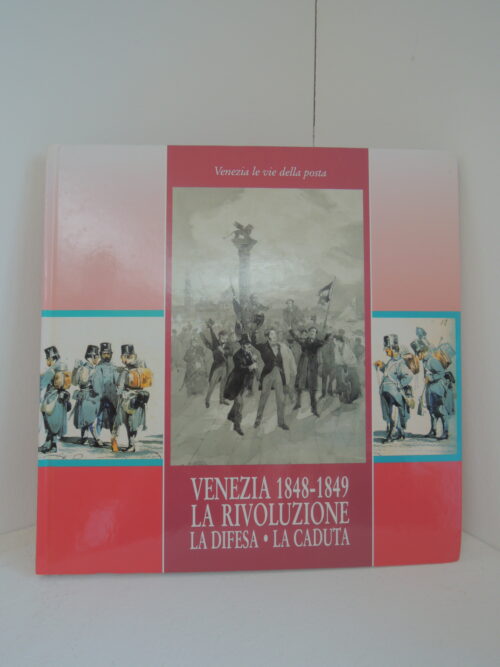 Venezia le vie della posta
VENEZIA 1848-1849
LA RIVOLUZIONE
LA DIFESA • LA CADUTA